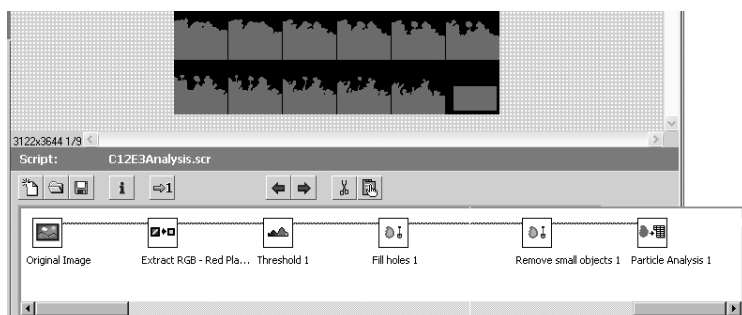 3122x3644 1/9
Script: C12E3Analysis.scr
i ⇨1
Original Image Extract RGB - Red Pla... Threshold 1 Fill holes 1 Remove small objects 1 Particle Analysis 1